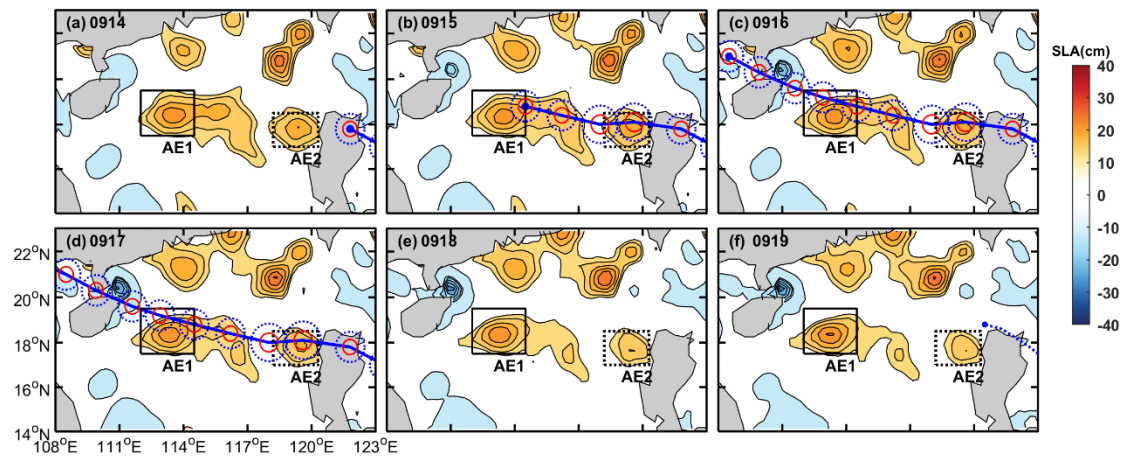 (a) 0914
(b) 0915
(c) 0916
SLA(cm)
40
30
20
10
0
-10
-20
-30
-40
AE1
AE2
AE1
AE2
AE1
AE2
(d) 0917
(e) 0918
(f) 0919
22°N
20°N
18°N
16°N
14°N
AE1
AE2
AE1
AE2
AE1
AE2
108°E 111°E 114°E 117°E 120°E 123°E